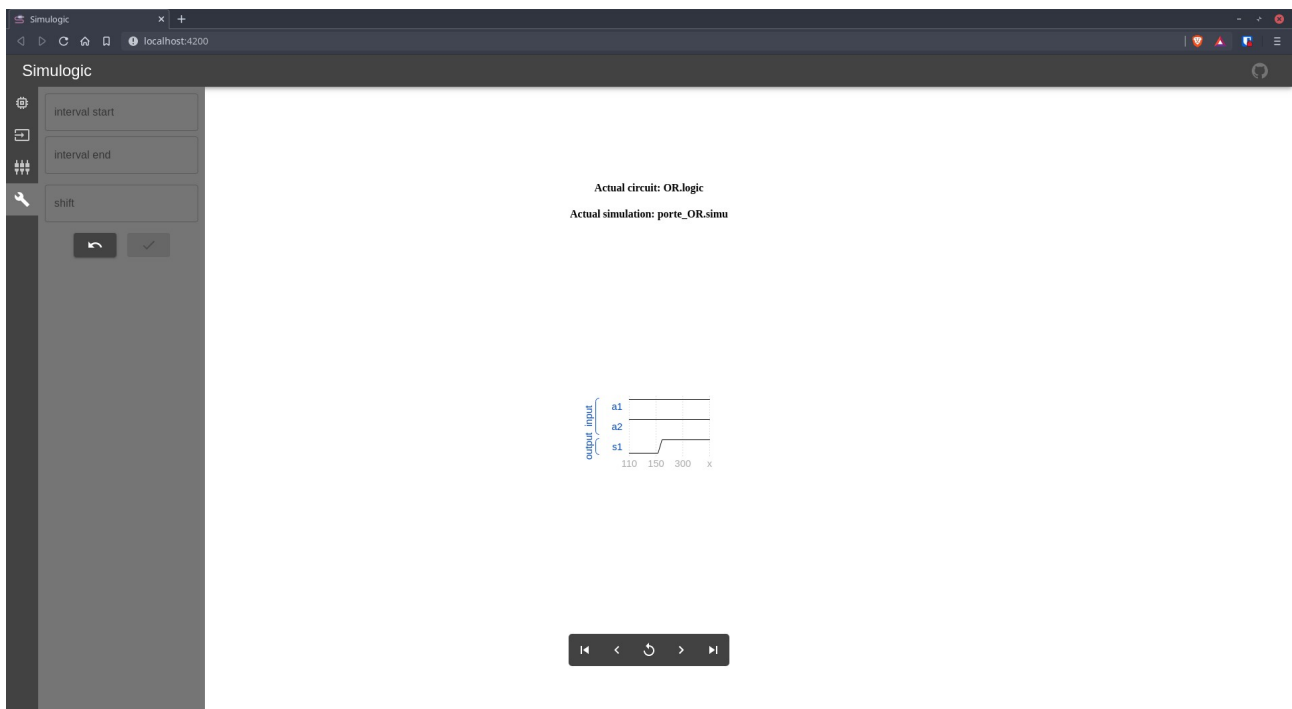 Simulogic
localhost:4200
Simulogic
interval start
interval end
shift
Actual circuit: OR.logic
Actual simulation: porte_OR.simu
input
a1
a2
output
s1
110 150 300 x